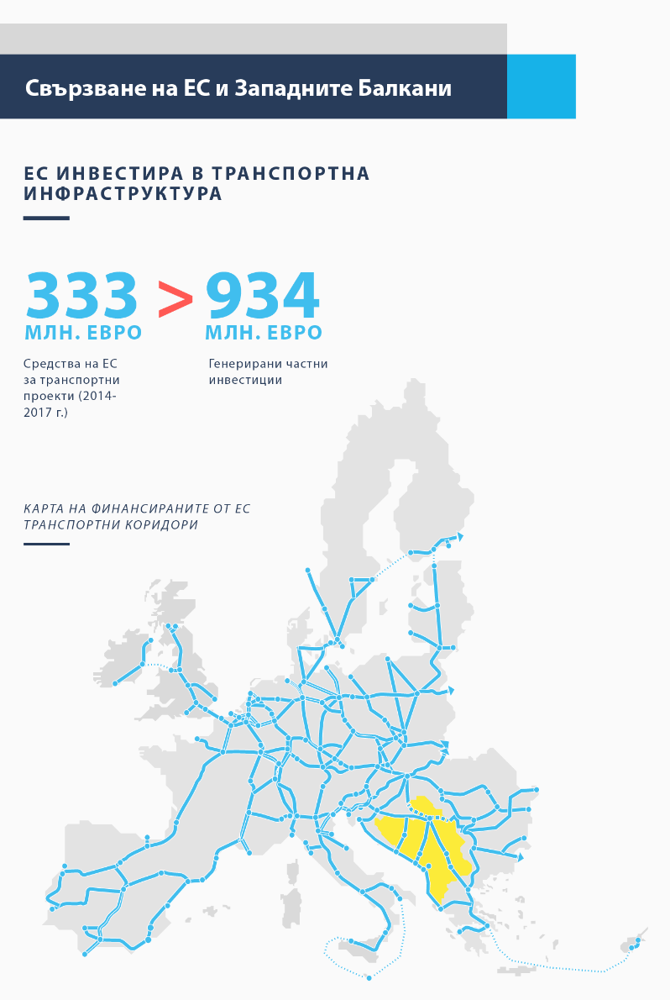 Свързване на ЕС и Западните Балкани
ЕС ИНВЕСТИРА В ТРАНСПОРТНА
ИНФРАСТРУКТУРА
333 > 934
МЛН. ЕВРО МЛН. ЕВРО
Средства на ЕС
за транспортни
проекти (2014-
2017 г.)
Генерирани частни
инвестиции
КАРТА НА ФИНАНСИРАНИТЕ ОТ ЕС
ТРАНСПОРТНИ КОРИДОРИ